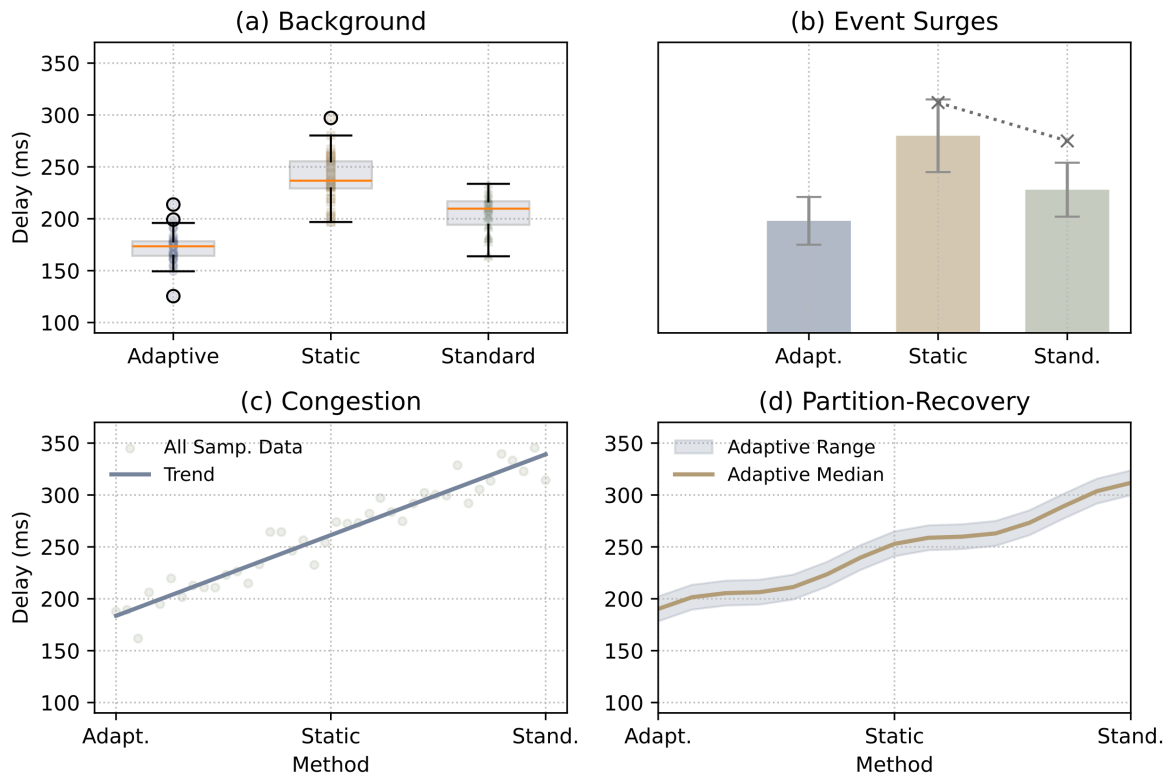 (a) Background
Delay (ms)
350
300
250
200
150
100
Adaptive Static Standard
(b) Event Surges
Adapt. Static Stand.
(c) Congestion
Delay (ms)
350
300
250
200
150
100
All Samp. Data
Trend
Adapt. Static Stand.
Method
(d) Partition-Recovery
350
300
250
200
150
100
Adaptive Range
Adaptive Median
Adapt. Static Stand.
Method